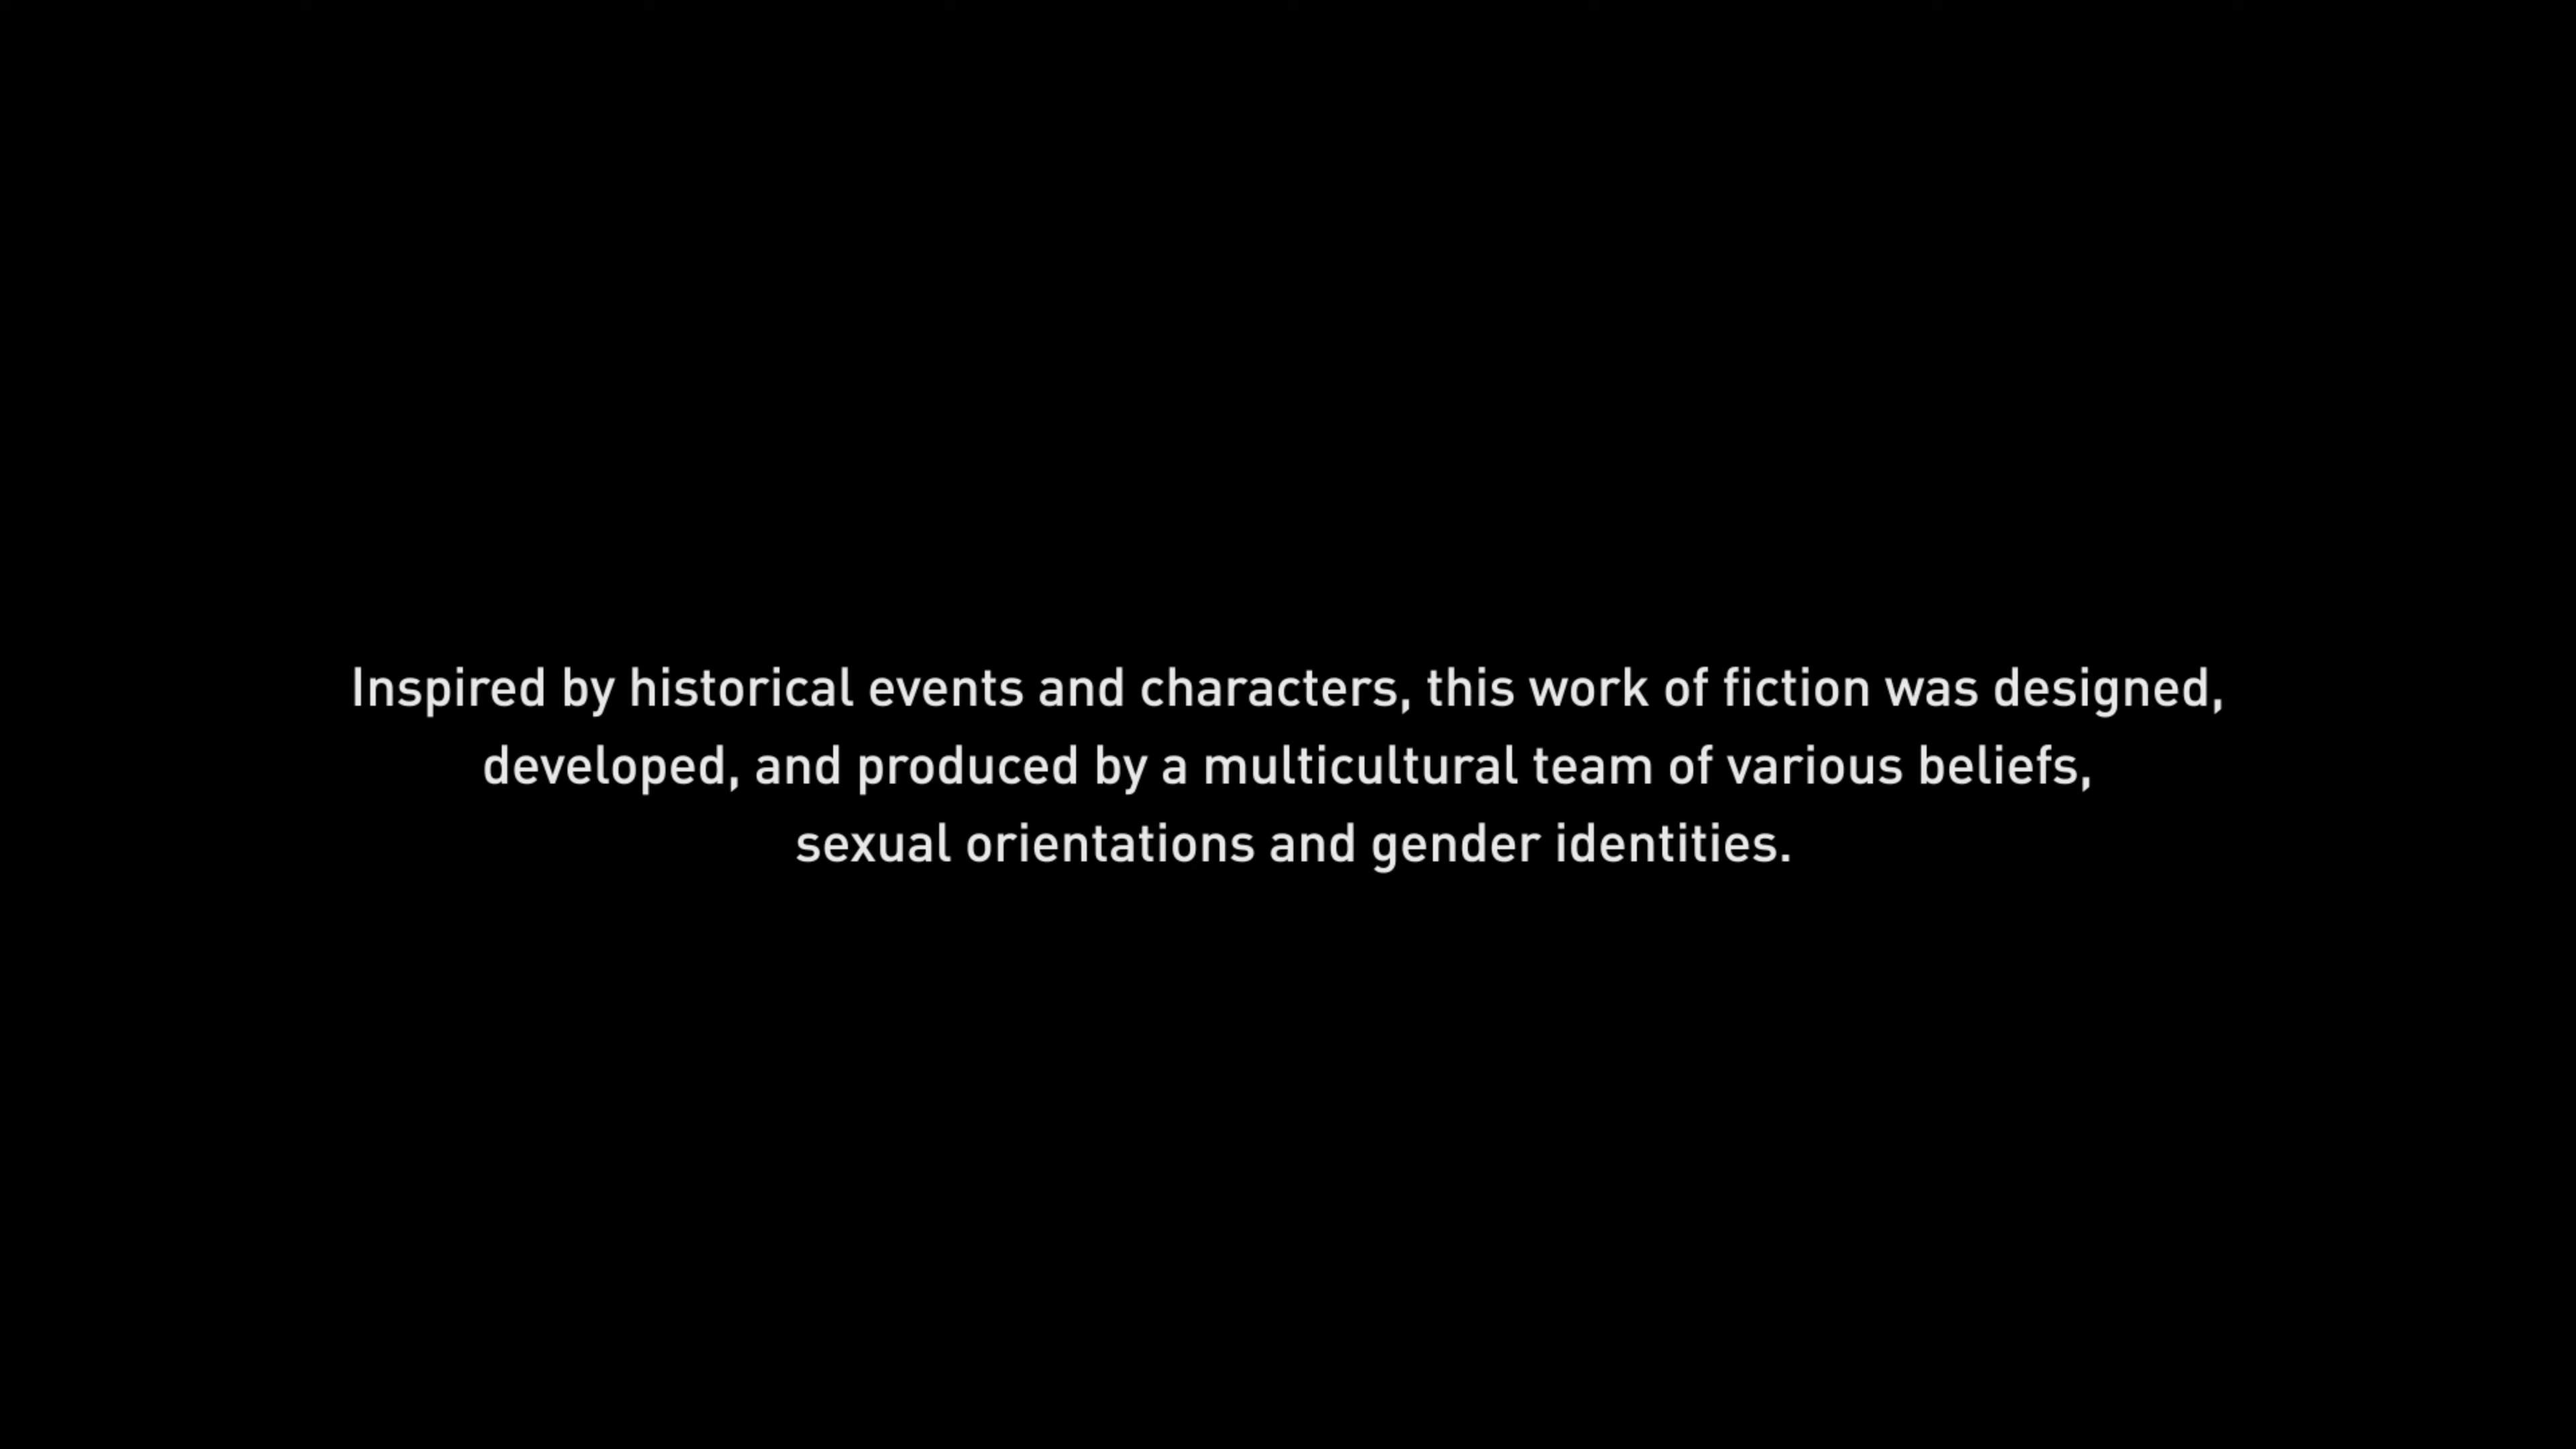 Inspired by historical events and characters, this work of fiction was designed,
developed, and produced by a multicultural team of various beliefs,
sexual orientations and gender identities.